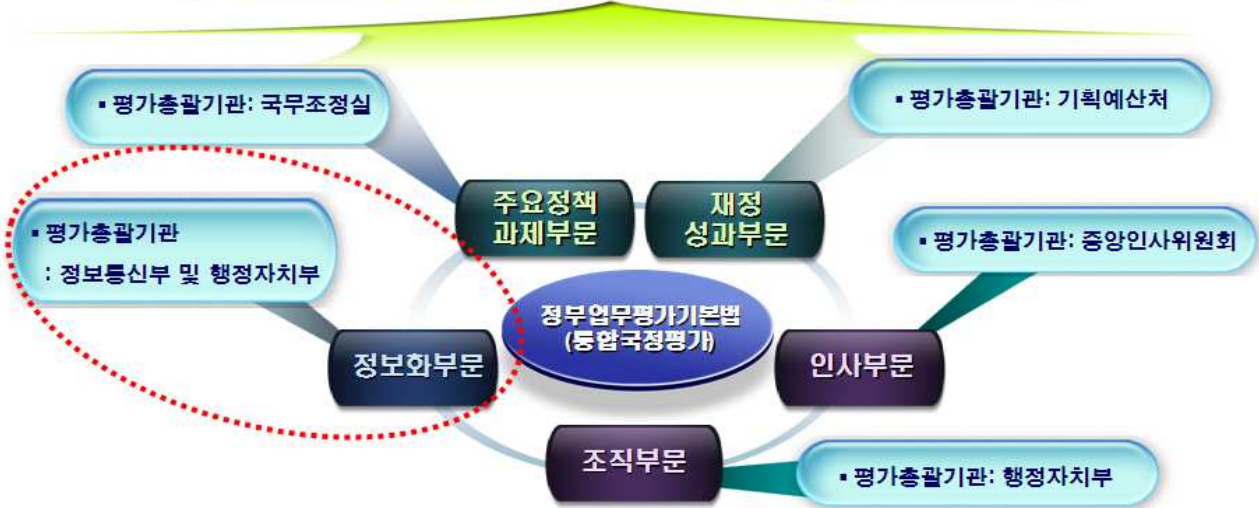 ▪ 평가총괄기관: 국무조정실
▪ 평가총괄기관: 기획예산처
주요정책
과제부문
재정
성과부문
▪ 평가총괄기관
: 정보통신부 및 행정자치부
▪ 평가총괄기관: 중앙인사위원회
정부업무평가기본법
(통합국정평가)
정보화부문
인사부문
조직부문
▪ 평가총괄기관: 행정자치부